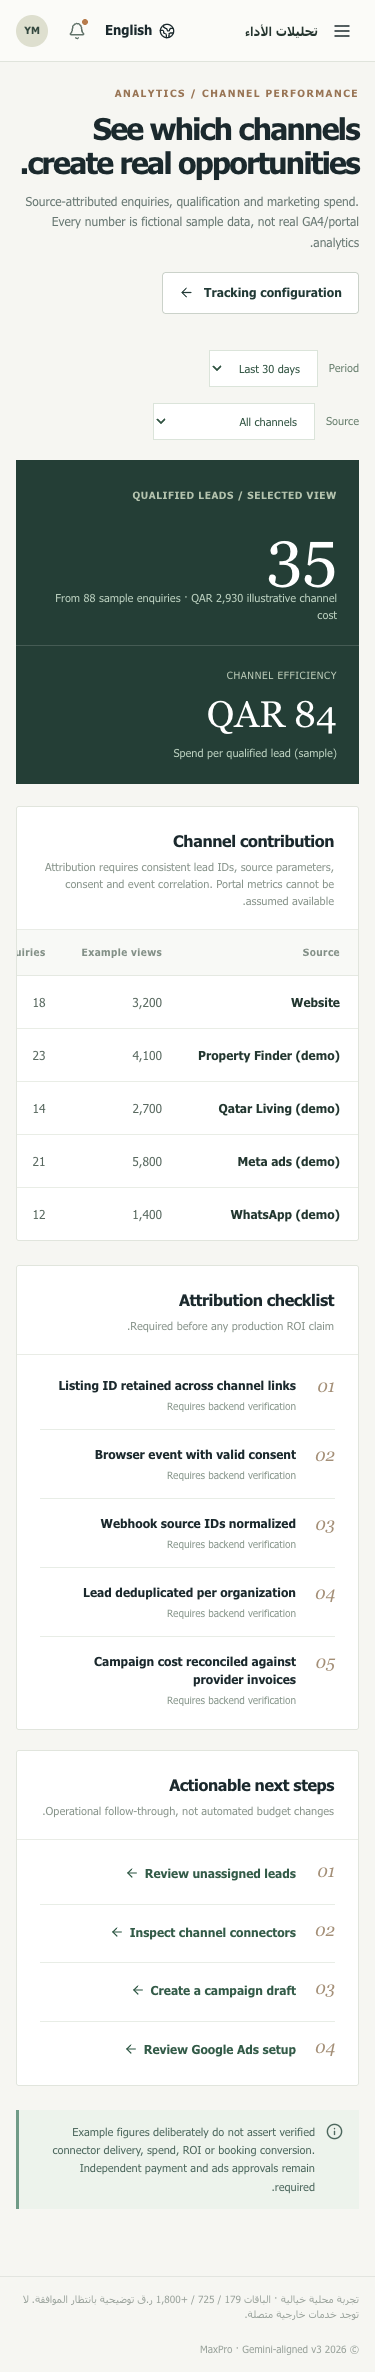 تحليلات الأداء
English
YM
ANALYTICS / CHANNEL PERFORMANCE
See which channels
.create real opportunities
Source-attributed enquiries, qualification and marketing spend.
Every number is fictional sample data, not real GA4/portal
.analytics
Tracking configuration ←
Period
Last 30 days
Source
All channels
QUALIFIED LEADS / SELECTED VIEW
35
From 88 sample enquiries · QAR 2,930 illustrative channel
cost
CHANNEL EFFICIENCY
QAR 84
Spend per qualified lead (sample)
Channel contribution
Attribution requires consistent lead IDs, source parameters,
consent and event correlation. Portal metrics cannot be
.assumed available
Source Example views uiries
Website 3,200 18
Property Finder (demo) 4,100 23
Qatar Living (demo) 2,700 14
Meta ads (demo) 5,800 21
WhatsApp (demo) 1,400 12
Attribution checklist
.Required before any production ROI claim
01 Listing ID retained across channel links
Requires backend verification
02 Browser event with valid consent
Requires backend verification
03 Webhook source IDs normalized
Requires backend verification
04 Lead deduplicated per organization
Requires backend verification
05 Campaign cost reconciled against
provider invoices
Requires backend verification
Actionable next steps
.Operational follow-through, not automated budget changes
01 Review unassigned leads ←
02 Inspect channel connectors ←
03 Create a campaign draft ←
04 Review Google Ads setup ←
Example figures deliberately do not assert verified
connector delivery, spend, ROI or booking conversion.
Independent payment and ads approvals remain
.required
تجربة محلية خيالية · الباقات 179 / 725 / +1,800 ر.ق توضيحية بانتظار الموافقة. لا
توجد خدمات خارجية متصلة.
MaxPro · Gemini-aligned v3 2026 ©